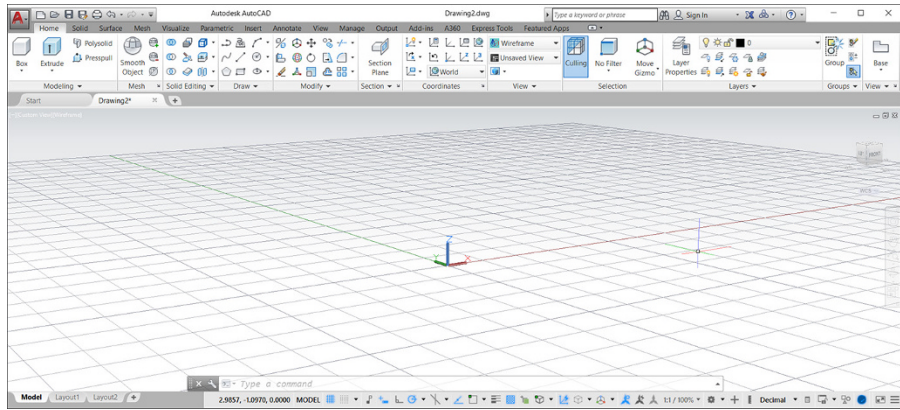 Autodesk AutoCAD Drawing2.dwg Type a keyword or phrase Sign In
Home Solid Surface Mesh Visualize Parametric Insert Annotate View Manage Output Add-ins A360 Express Tools Featured Apps
Box Extrude Polysolid Presspull Smooth Object Section Plane World Wireframe Unsaved View Culling No Filter Move Gizmo Layer Properties 0 Group Base
Modeling Mesh Solid Editing Draw Modify Section Coordinates View Selection Layers Groups View
Start Drawing2*
[+][Custom View][Wireframe]
FRONT
Z
Y X
Type a command
Model Layout1 Layout2 2.9857, -1.0970, 0.0000 MODEL 1:1 / 100% Decimal